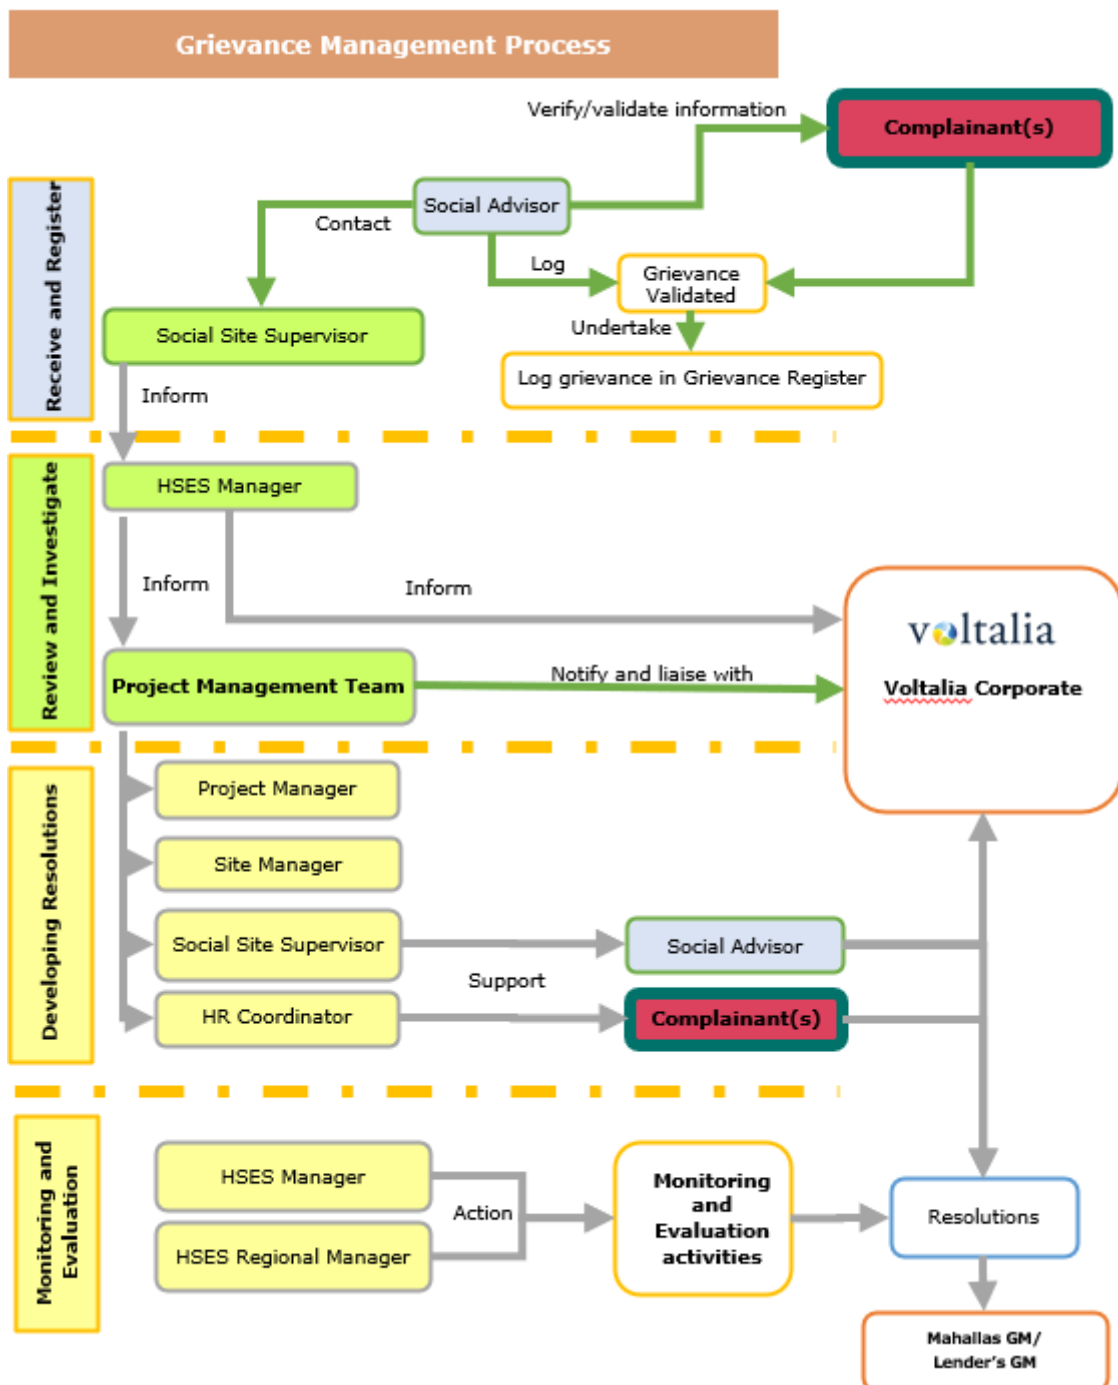 Grievance Management Process
Verify/validate information
Complainant(s)
Receive and Register
Social Advisor
Contact
Log
Grievance
Validated
Undertake
Social Site Supervisor
Log grievance in Grievance Register
Inform
Review and Investigate
HSES Manager
Inform
Inform
voltalia
Voltalia Corporate
Project Management Team
Notify and liaise with
Developing Resolutions
Project Manager
Site Manager
Social Site Supervisor
Social Advisor
Support
HR Coordinator
Complainant(s)
Monitoring and
Evaluation
HSES Manager
Action
HSES Regional Manager
Monitoring
and
Evaluation
activities
Resolutions
Mahallas GM/
Lender's GM